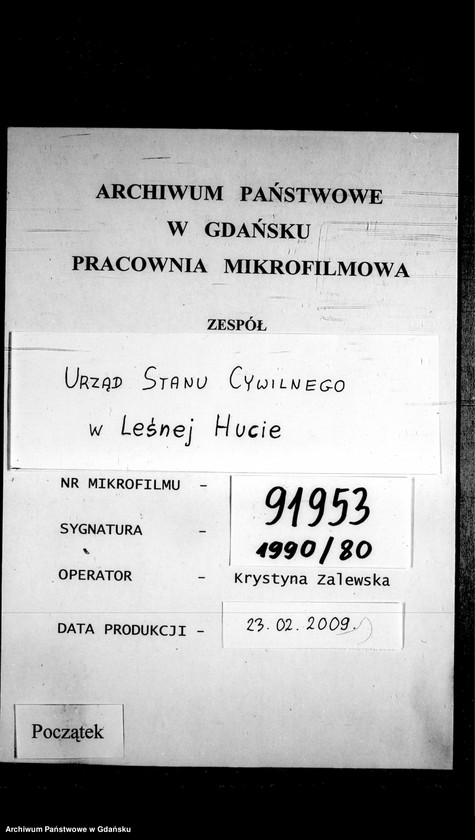 ARCHIWUM PAŃSTWOWE
W GDAŃSKU
PRACOWNIA MIKROFILMOWA
ZESPÓŁ
URZĄD STANU CYWILNEGO
w Leśnej Hucie
NR MIKROFILMU - 91953
SYGNATURA - 1990/80
OPERATOR - Krystyna Zalewska
DATA PRODUKCJI - 23.02.2009.
Początek
Archiwum Państwowe w Gdańsku